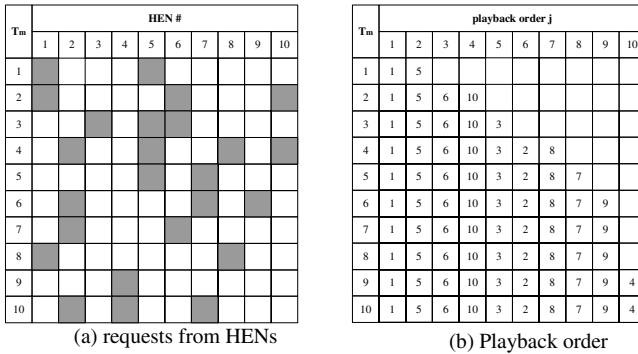 Tm HEN #
1 2 3 4 5 6 7 8 9 10
1
2
3
4
5
6
7
8
9
10
(a) requests from HENs
Tm playback order j
1 2 3 4 5 6 7 8 9 10
1 1 5
2 1 5 6 10
3 1 5 6 10 3
4 1 5 6 10 3 2 8
5 1 5 6 10 3 2 8 7
6 1 5 6 10 3 2 8 7 9
7 1 5 6 10 3 2 8 7 9
8 1 5 6 10 3 2 8 7 9
9 1 5 6 10 3 2 8 7 9 4
10 1 5 6 10 3 2 8 7 9 4
(b) Playback order